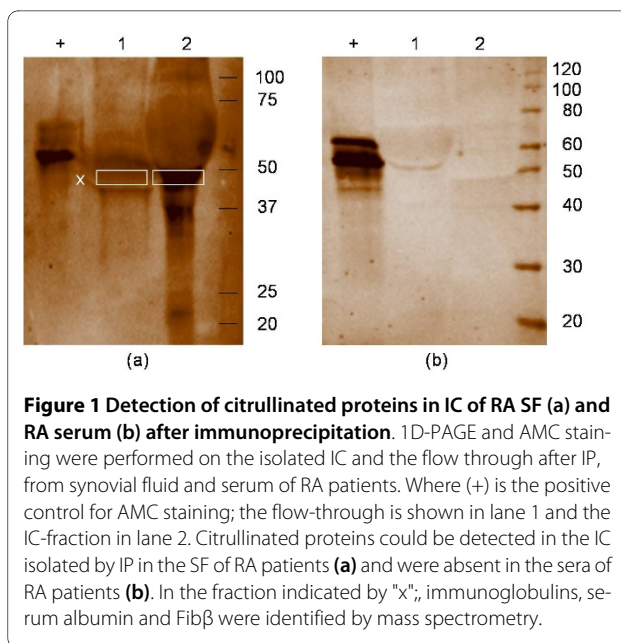 + 1 2
100
75
x
50
37
25
20
(a)
+ 1 2
120
100
80
60
50
40
30
20
(b)
Figure 1 Detection of citrullinated proteins in IC of RA SF (a) and
RA serum (b) after immunoprecipitation. 1D-PAGE and AMC stain-
ing were performed on the isolated IC and the flow through after IP,
from synovial fluid and serum of RA patients. Where (+) is the positive
control for AMC staining; the flow-through is shown in lane 1 and the
IC-fraction in lane 2. Citrullinated proteins could be detected in the IC
isolated by IP in the SF of RA patients (a) and were absent in the sera of
RA patients (b). In the fraction indicated by "x";, immunoglobulins, se-
rum albumin and Fibβ were identified by mass spectrometry.